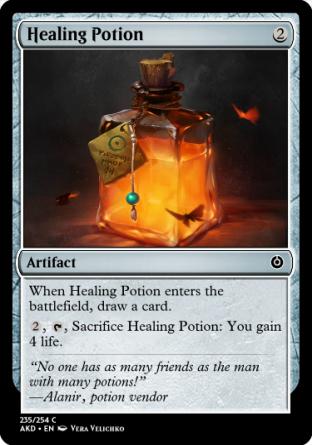 Healing Potion 2
Artifact
When Healing Potion enters the
battlefield, draw a card.
2, , Sacrifice Healing Potion: You gain
4 life.
“No one has as many friends as the man
with many potions!”
—Alanir, potion vendor
235/254 C
AKD • EN VERA VELICHKO